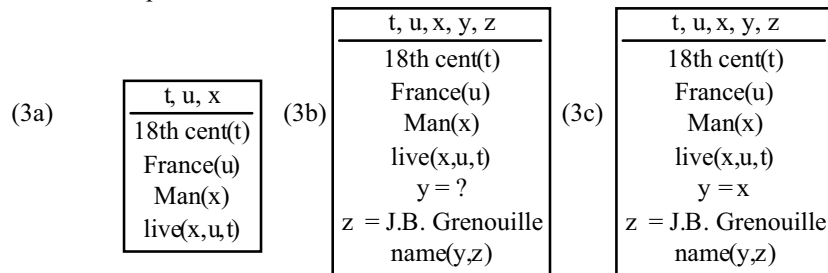 (3a)
t, u, x
18th cent(t)
France(u)
Man(x)
live(x,u,t)
(3b)
t, u, x, y, z
18th cent(t)
France(u)
Man(x)
live(x,u,t)
y = ?
z = J.B. Grenouille
name(y,z)
(3c)
t, u, x, y, z
18th cent(t)
France(u)
Man(x)
live(x,u,t)
y = x
z = J.B. Grenouille
name(y,z)